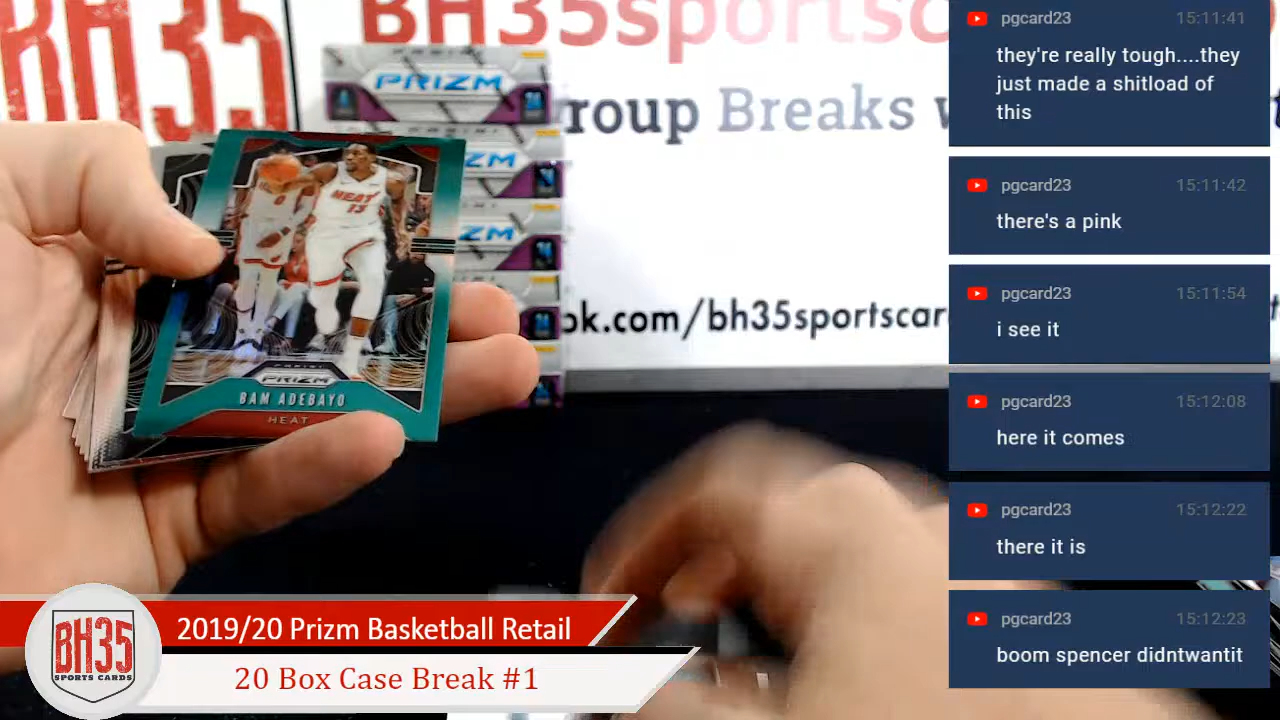 BH35
BH35sportsc
PRIZM
roup Breaks w
ok.com/bh35sportscar
HEAT
13
PANINI
PRIZM
BAM ADEBAYO
HEAT
pgcard23 15:11:41
they're really tough....they
just made a shitload of
this
pgcard23 15:11:42
there's a pink
pgcard23 15:11:54
i see it
pgcard23 15:12:08
here it comes
pgcard23 15:12:22
there it is
pgcard23 15:12:23
boom spencer didntwantit
BH35
SPORTS CARDS
2019/20 Prizm Basketball Retail
20 Box Case Break #1